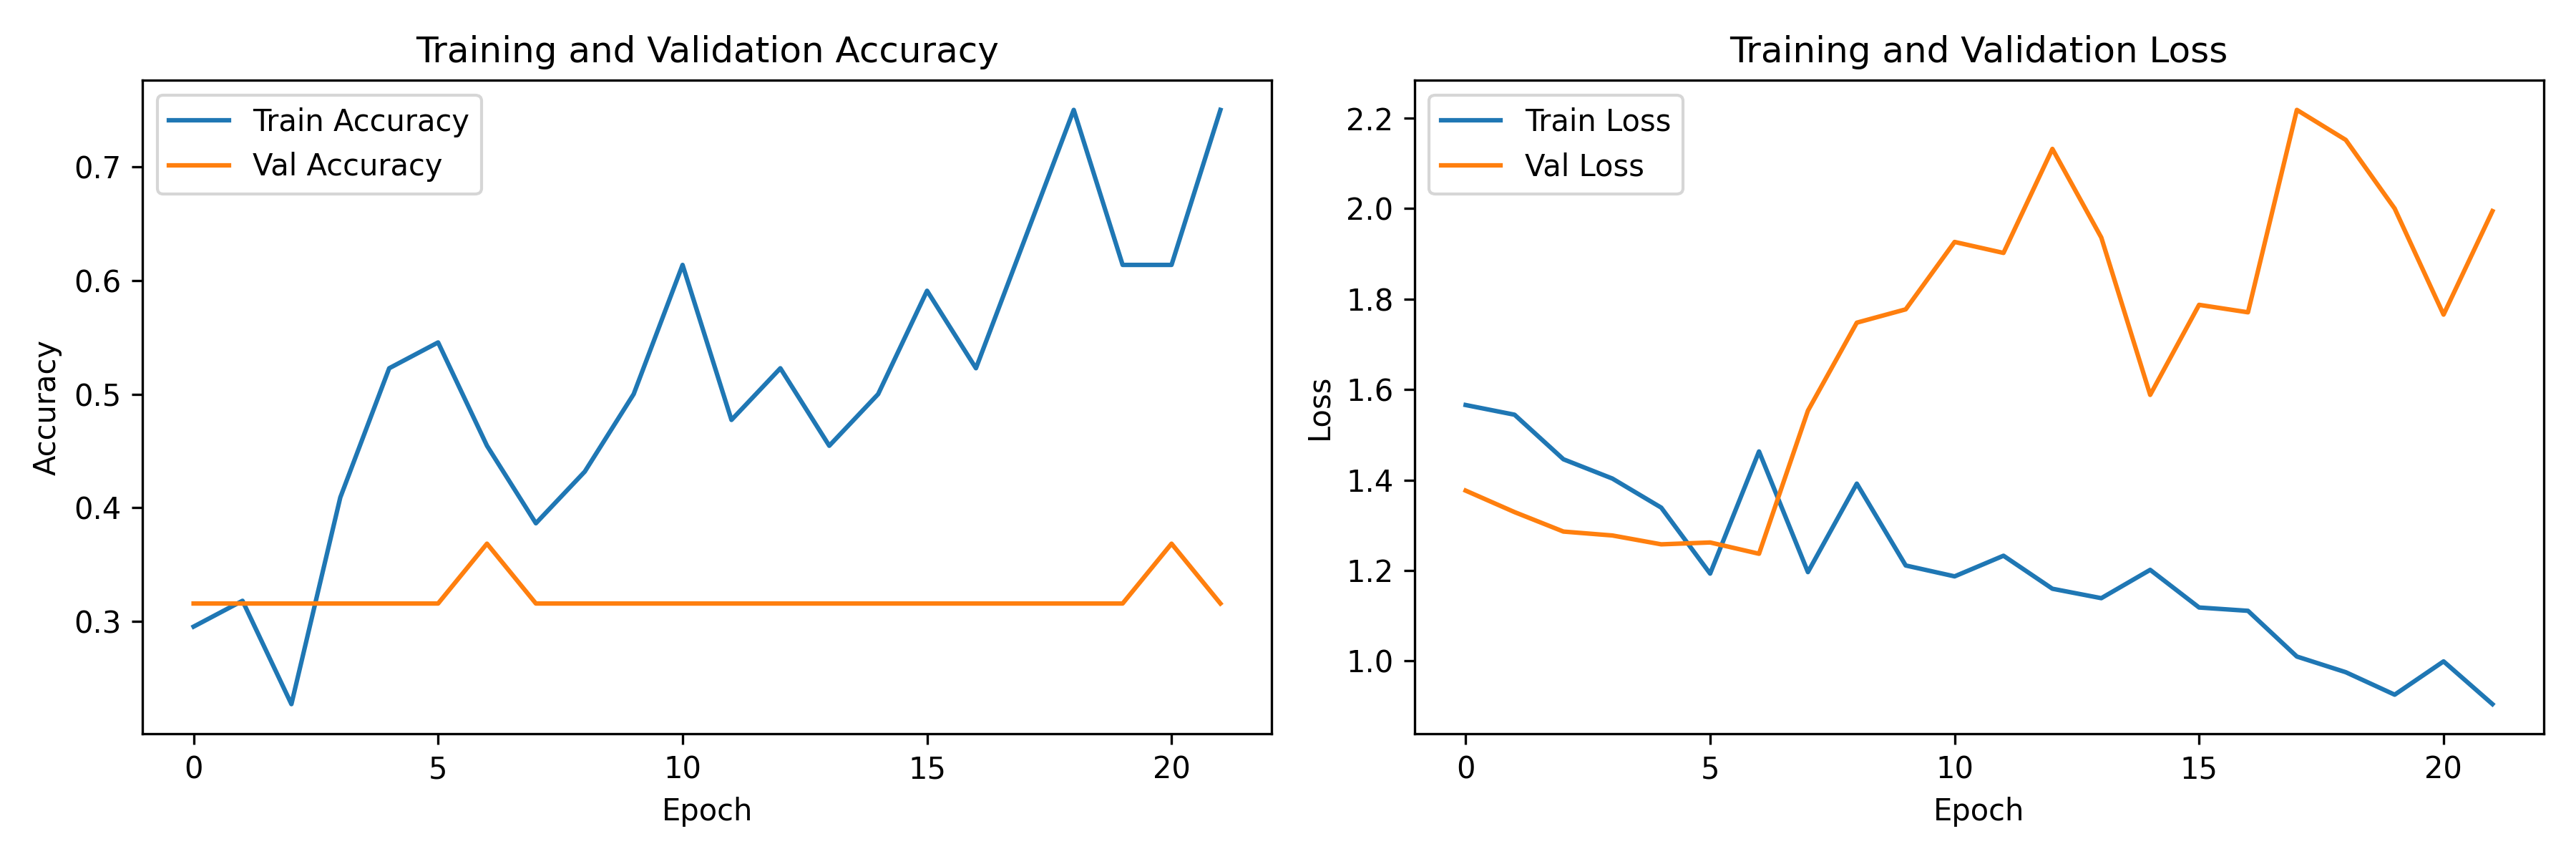 Training and Validation Accuracy
Train Accuracy
Val Accuracy
Accuracy
0.7
0.6
0.5
0.4
0.3
0
5
10
15
20
Epoch
Training and Validation Loss
Train Loss
Val Loss
Loss
2.2
2.0
1.8
1.6
1.4
1.2
1.0
0
5
10
15
20
Epoch